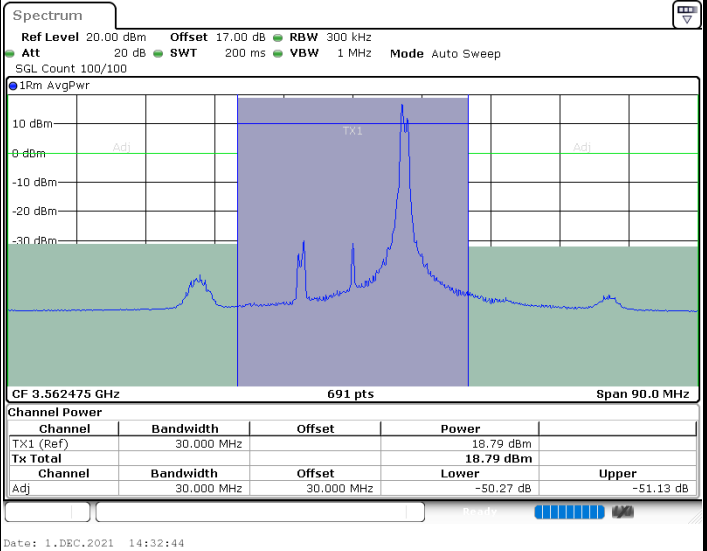 Spectrum
Ref Level 20.00 dBm Offset 17.00 dB RBW 300 kHz
Att 20 dB SWT 200 ms VBW 1 MHz Mode Auto Sweep
SGL Count 100/100
1Rm AvgPwr
10 dBm
TX1
Adj Adj
0 dBm
-10 dBm
-20 dBm
-30 dBm
CF 3.562475 GHz 691 pts Span 90.0 MHz
Channel Power
Channel Bandwidth Offset Power
TX1 (Ref) 30.000 MHz 18.79 dBm
Tx Total 18.79 dBm
Channel Bandwidth Offset Lower Upper
Adj 30.000 MHz 30.000 MHz -50.27 dB -51.13 dB
Ready
Date: 1.DEC.2021 14:32:44